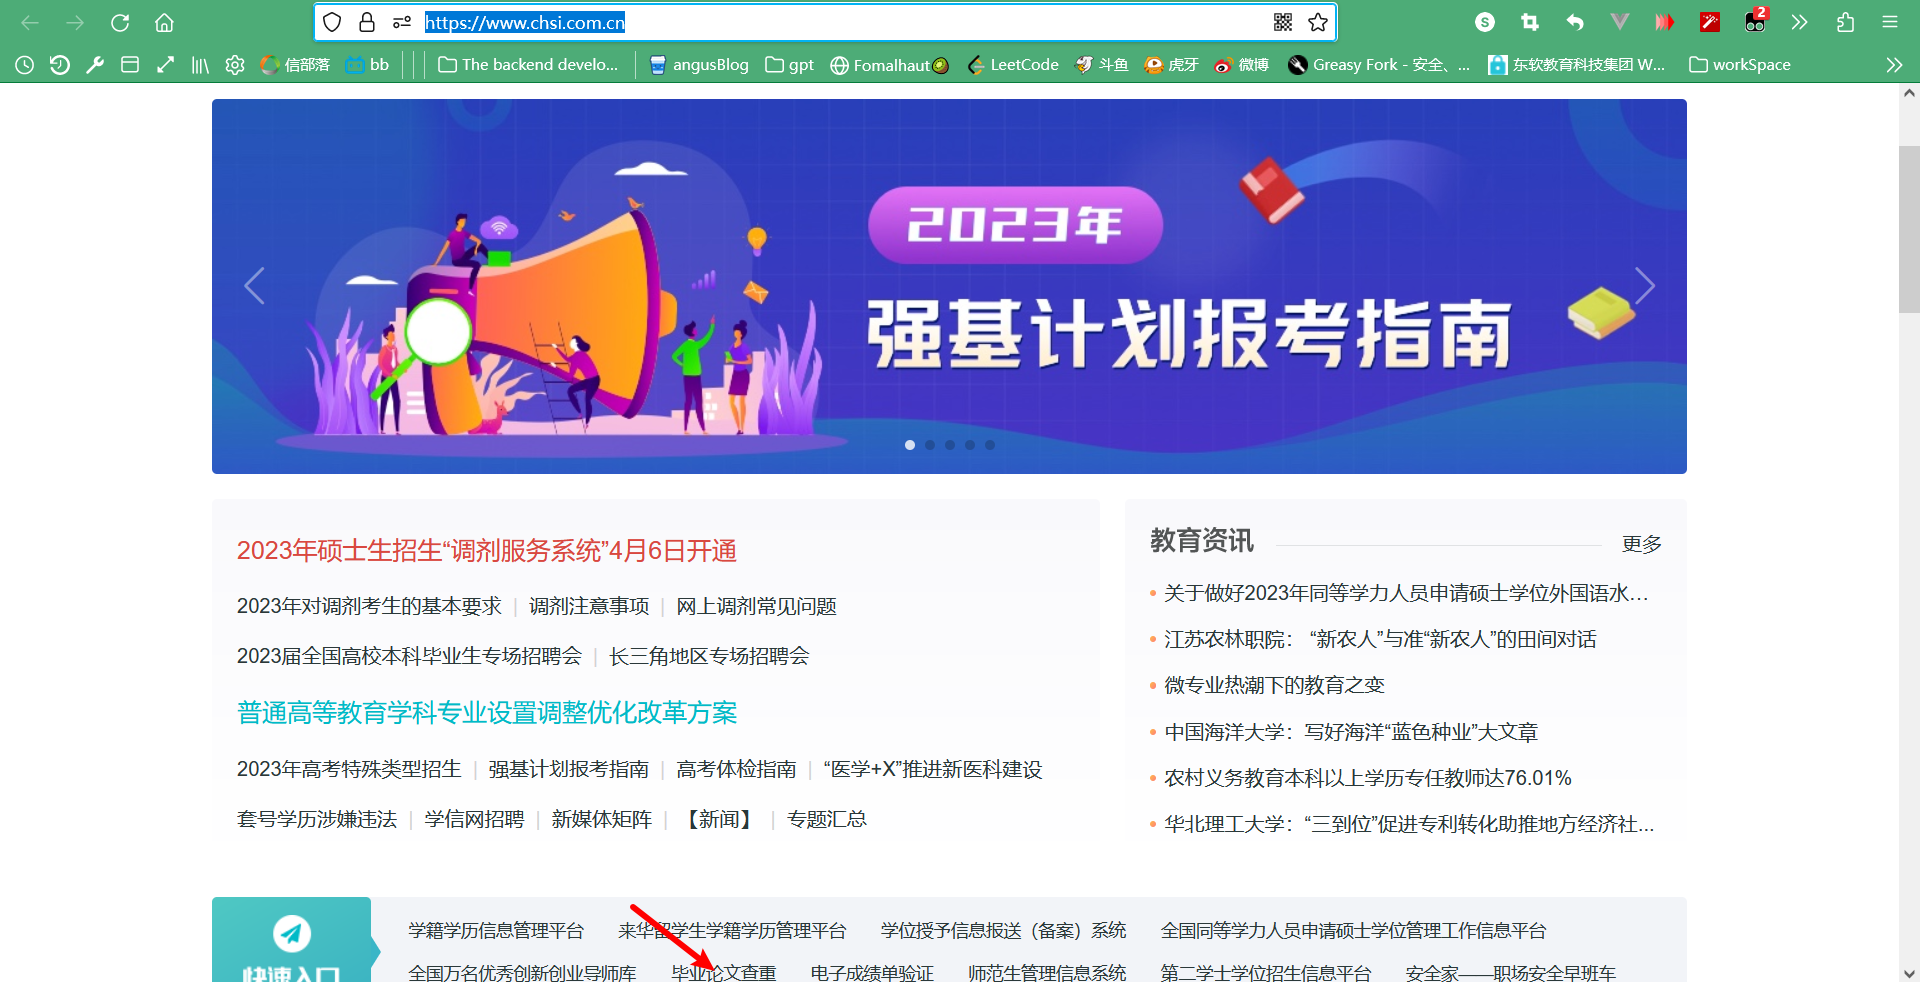 https://www.chsi.com.cn
S
2
信部落
bb
The backend develo...
angusBlog
gpt
Fomalhaut
LeetCode
斗鱼
虎牙
微博
Greasy Fork - 安全、...
东软教育科技集团 W...
workSpace
2023年
强基计划报考指南
2023年硕士生招生“调剂服务系统”4月6日开通
2023年对调剂考生的基本要求 | 调剂注意事项 | 网上调剂常见问题
2023届全国高校本科毕业生专场招聘会 | 长三角地区专场招聘会
普通高等教育学科专业设置调整优化改革方案
2023年高考特殊类型招生 | 强基计划报考指南 | 高考体检指南 | “医学+X”推进新医科建设
套号学历涉嫌违法 | 学信网招聘 | 新媒体矩阵 | 【新闻】 | 专题汇总
教育资讯
更多
关于做好2023年同等学力人员申请硕士学位外国语水...
江苏农林职院： “新农人”与准“新农人”的田间对话
微专业热潮下的教育之变
中国海洋大学：写好海洋“蓝色种业”大文章
农村义务教育本科以上学历专任教师达76.01%
华北理工大学：“三到位”促进专利转化助推地方经济社...
快速入口
学籍学历信息管理平台
来华留学生学籍学历管理平台
学位授予信息报送（备案）系统
全国同等学力人员申请硕士学位管理工作信息平台
全国万名优秀创新创业导师库
毕业论文查重
电子成绩单验证
师范生管理信息系统
第二学士学位招生信息平台
安全家——职场安全早班车